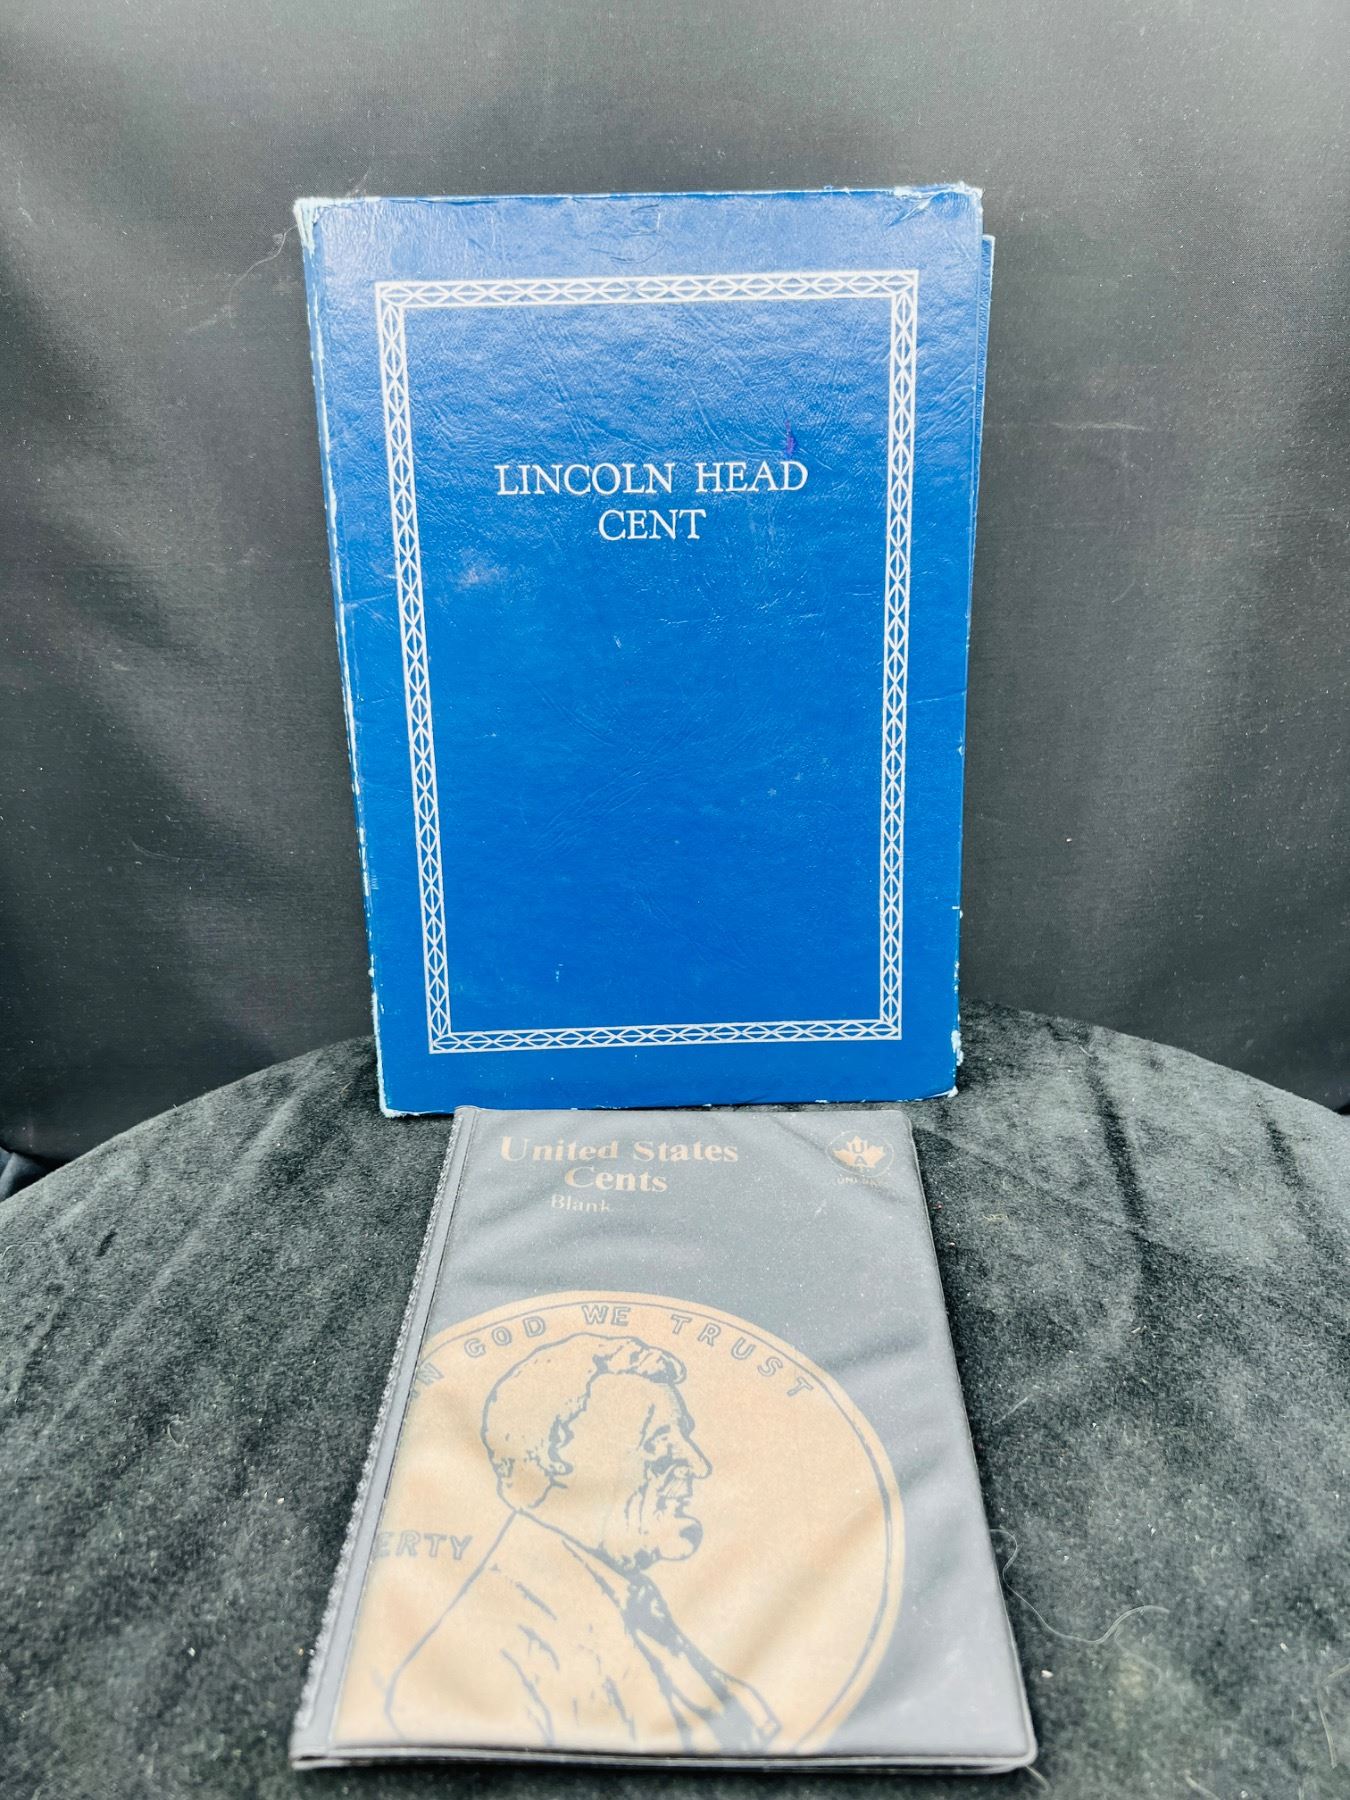 LINCOLN HEAD
CENT
United States
Cents
Blank
U
A
IN GOD WE TRUST
ERTY